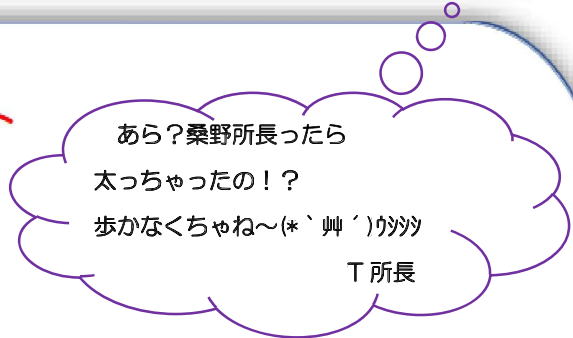 あら？桑野所長ったら
太っちゃったの！？
歩かなくちゃね～(*｀艸´)ｳｼｼｼ
T 所長